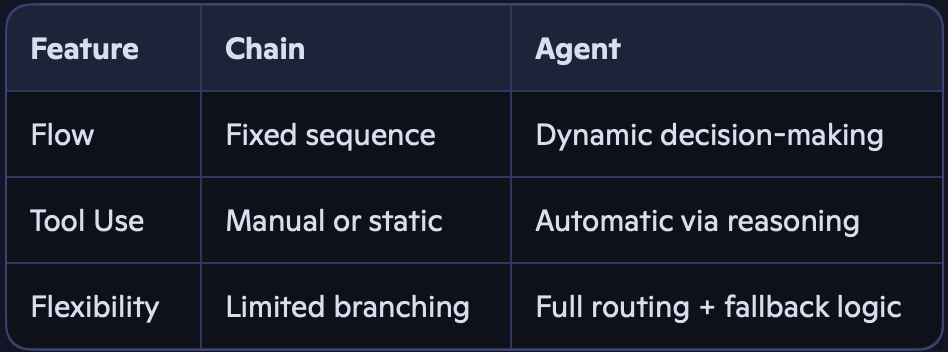 Feature Chain Agent
Flow Fixed sequence Dynamic decision-making
Tool Use Manual or static Automatic via reasoning
Flexibility Limited branching Full routing + fallback logic